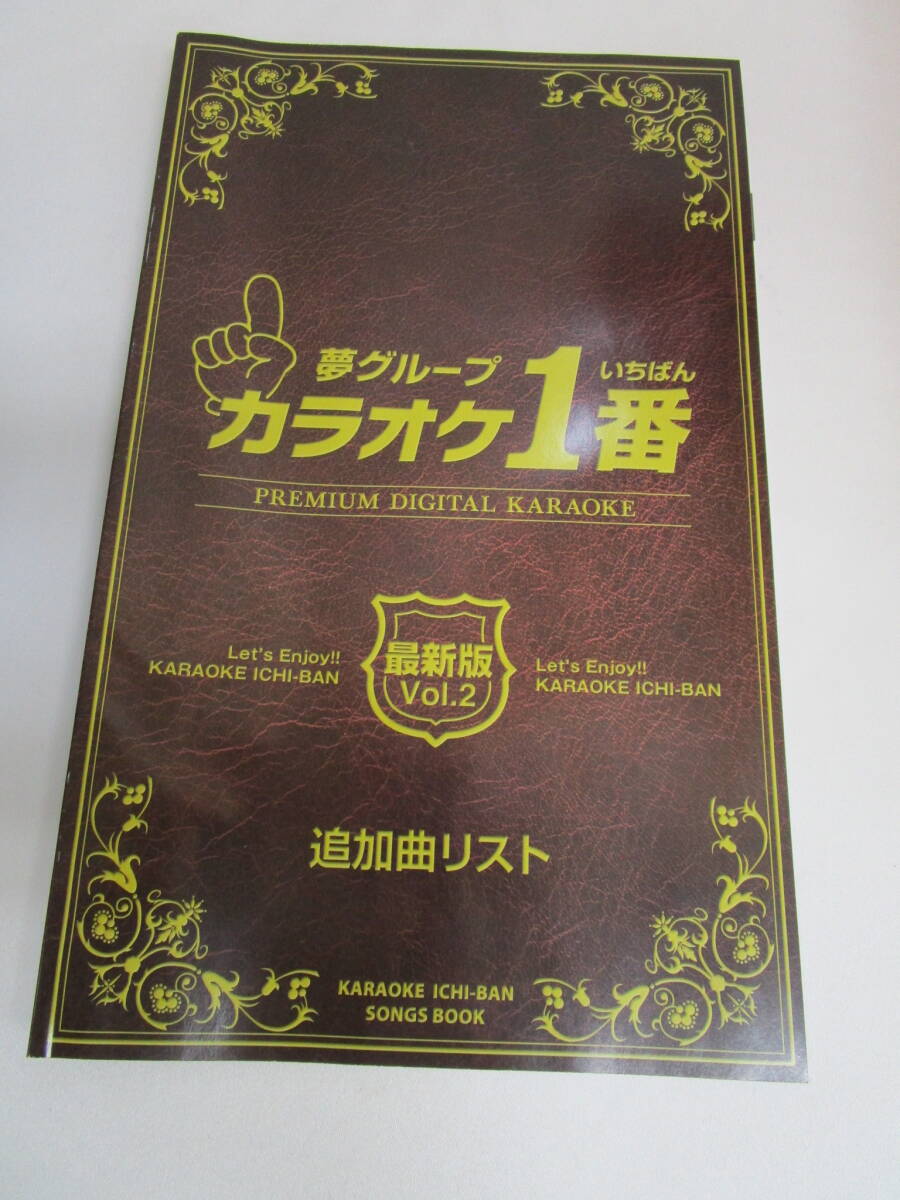 夢グループ
いちばん
カラオケ1番
PREMIUM DIGITAL KARAOKE
Let's Enjoy!!
KARAOKE ICHI-BAN
最新版
Vol.2
Let's Enjoy!!
KARAOKE ICHI-BAN
追加曲リスト
KARAOKE ICHI-BAN
SONGS BOOK